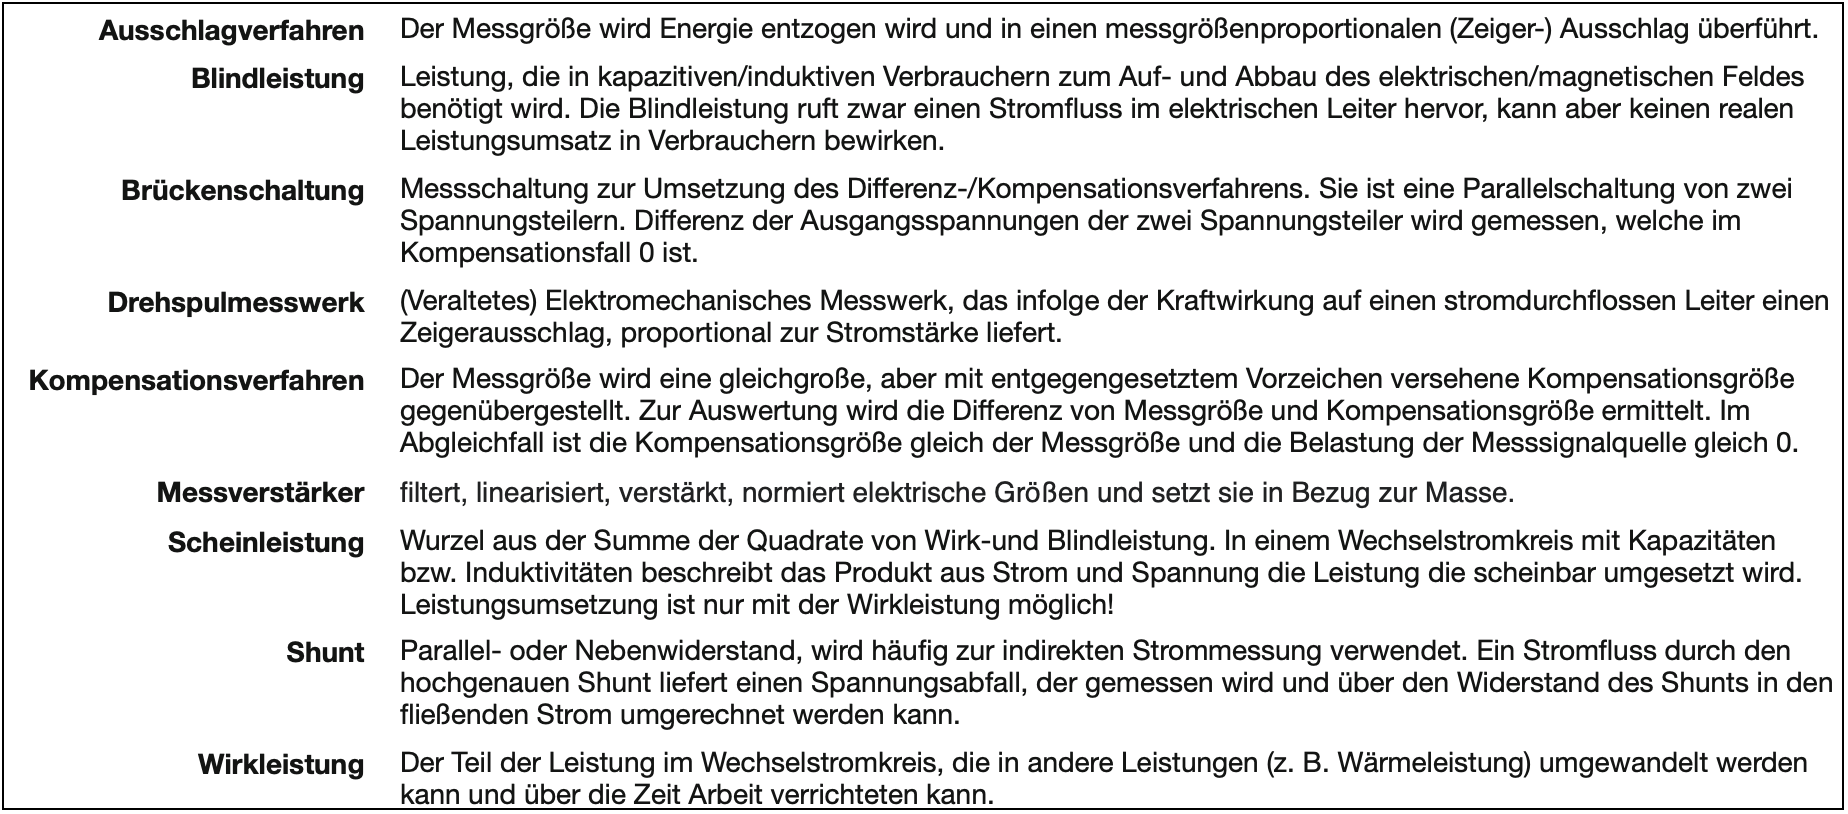 Ausschlagverfahren Der Messgröße wird Energie entzogen wird und in einen messgrößenproportionalen (Zeiger-) Ausschlag überführt.
Blindleistung Leistung, die in kapazitiven/induktiven Verbrauchern zum Auf- und Abbau des elektrischen/magnetischen Feldes
benötigt wird. Die Blindleistung ruft zwar einen Stromfluss im elektrischen Leiter hervor, kann aber keinen realen
Leistungsumsatz in Verbrauchern bewirken.
Brückenschaltung Messschaltung zur Umsetzung des Differenz-/Kompensationsverfahrens. Sie ist eine Parallelschaltung von zwei
Spannungsteilern. Differenz der Ausgangsspannungen der zwei Spannungsteiler wird gemessen, welche im
Kompensationsfall 0 ist.
Drehspulmesswerk (Veraltetes) Elektromechanisches Messwerk, das infolge der Kraftwirkung auf einen stromdurchflossen Leiter einen
Zeigerausschlag, proportional zur Stromstärke liefert.
Kompensationsverfahren Der Messgröße wird eine gleichgroße, aber mit entgegengesetztem Vorzeichen versehene Kompensationsgröße
gegenübergestellt. Zur Auswertung wird die Differenz von Messgröße und Kompensationsgröße ermittelt. Im
Abgleichfall ist die Kompensationsgröße gleich der Messgröße und die Belastung der Messsignalquelle gleich 0.
Messverstärker filtert, linearisiert, verstärkt, normiert elektrische Größen und setzt sie in Bezug zur Masse.
Scheinleistung Wurzel aus der Summe der Quadrate von Wirk-und Blindleistung. In einem Wechselstromkreis mit Kapazitäten
bzw. Induktivitäten beschreibt das Produkt aus Strom und Spannung die Leistung die scheinbar umgesetzt wird.
Leistungsumsetzung ist nur mit der Wirkleistung möglich!
Shunt Parallel- oder Nebenwiderstand, wird häufig zur indirekten Strommessung verwendet. Ein Stromfluss durch den
hochgenauen Shunt liefert einen Spannungsabfall, der gemessen wird und über den Widerstand des Shunts in den
fließenden Strom umgerechnet werden kann.
Wirkleistung Der Teil der Leistung im Wechselstromkreis, die in andere Leistungen (z. B. Wärmeleistung) umgewandelt werden
kann und über die Zeit Arbeit verrichteten kann.